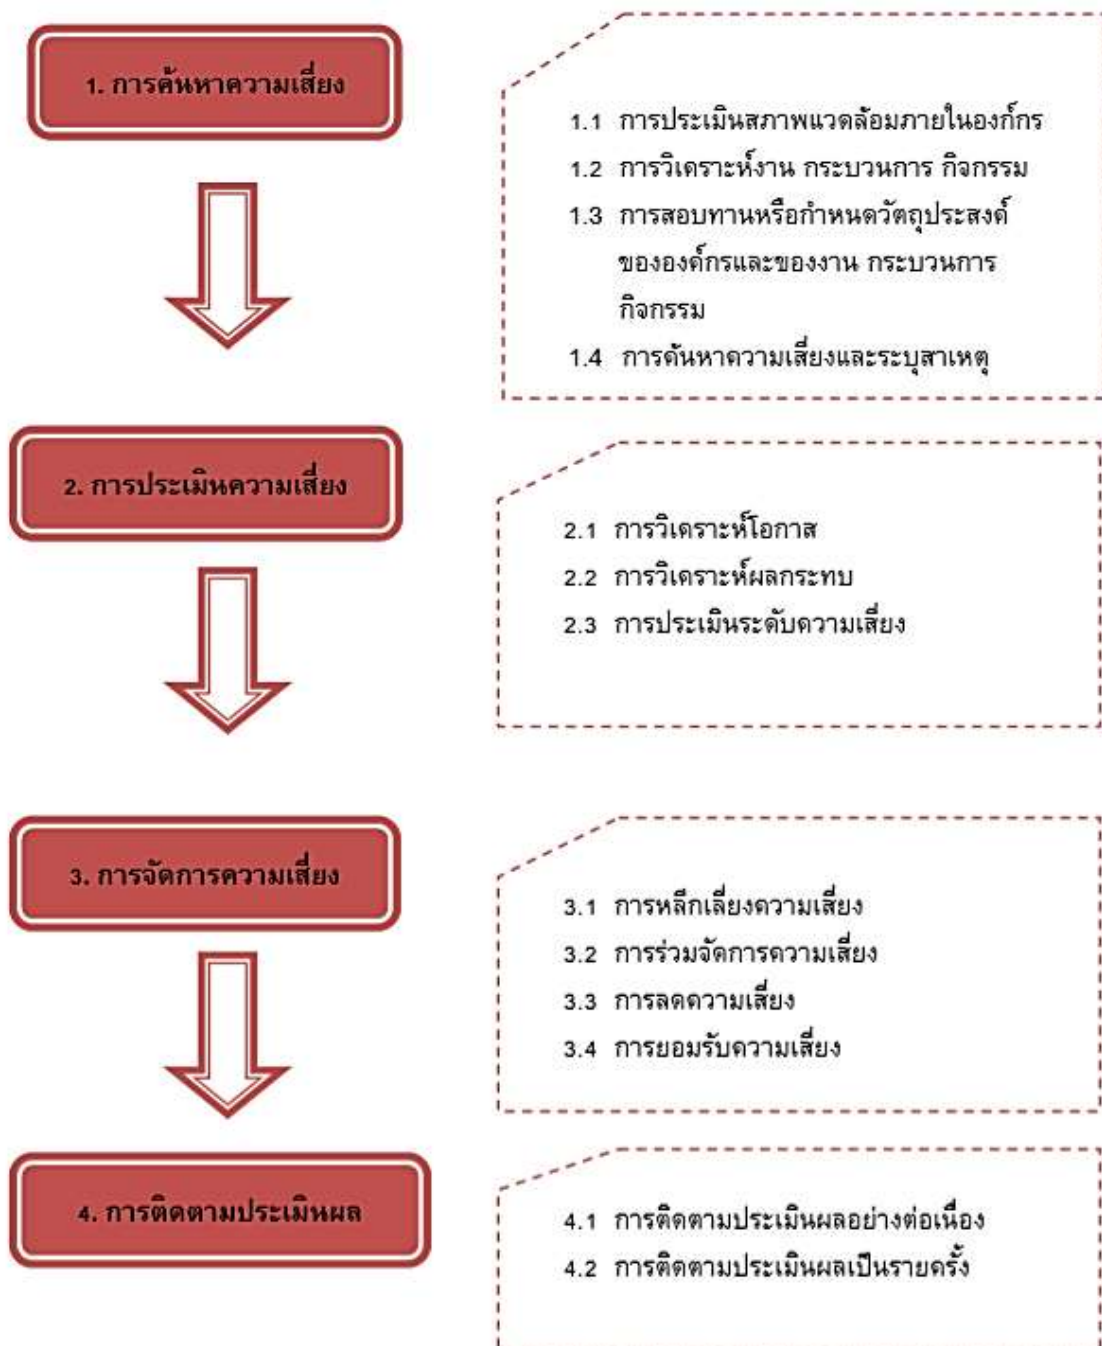 1. การค้นหาความเสี่ยง
1.1 การประเมินสภาพแวดล้อมภายในองก์กร
1.2 การวิเคราะห์งาน กระบวนการ กิจกรรม
1.3 การสอบทานหรือกำหนดวัตถุประสงค์
ขององค์กรและของงาน กระบวนการ
กิจกรรม
1.4 การค้นหาความเสี่ยงและระบุสาเหตุ
2. การประเมินความเสี่ยง
2.1 การวิเคราะห์โอกาส
2.2 การวิเคราะห์ผลกระทบ
2.3 การประเมินระดับความเสี่ยง
3. การจัดการความเสี่ยง
3.1 การหลีกเลี่ยงความเสี่ยง
3.2 การร่วมจัดการความเสี่ยง
3.3 การลดความเสี่ยง
3.4 การยอมรับความเสี่ยง
4. การติดตามประเมินผล
4.1 การติดตามประเมินผลอย่างต่อเนื่อง
4.2 การติดตามประเมินผลเป็นรายครั้ง